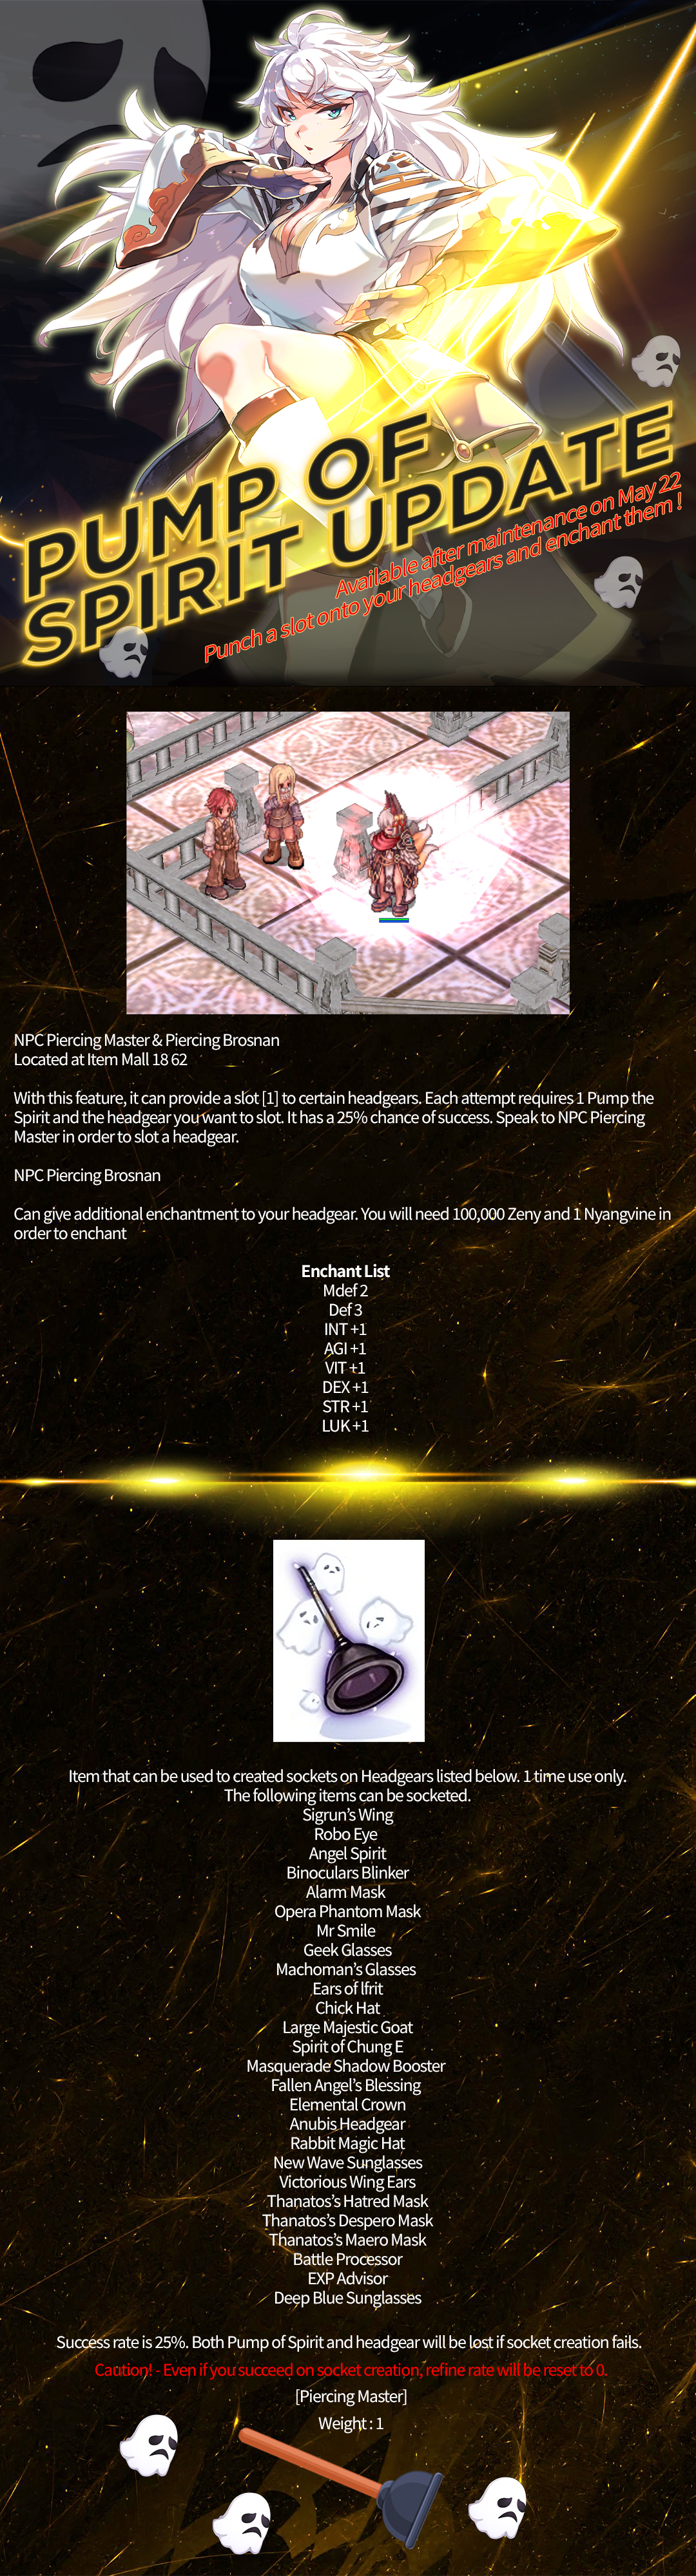 PUMP OF
SPIRIT UPDATE
Available after maintenance on May 22
Punch a slot onto your headgears and enchant them !
NPC Piercing Master & Piercing Brosnan
Located at Item Mall 18 62
With this feature, it can provide a slot [1] to certain headgears. Each attempt requires 1 Pump the
Spirit and the headgear you want to slot. It has a 25% chance of success. Speak to NPC Piercing
Master in order to slot a headgear.
NPC Piercing Brosnan
Can give additional enchantment to your headgear. You will need 100,000 Zeny and 1 Nyangvine in
order to enchant
Enchant List
Mdef 2
Def 3
INT +1
AGI +1
VIT +1
DEX +1
STR +1
LUK +1
Item that can be used to created sockets on Headgears listed below. 1 time use only.
The following items can be socketed.
Sigrun's Wing
Robo Eye
Angel Spirit
Binoculars Blinker
Alarm Mask
Opera Phantom Mask
Mr Smile
Geek Glasses
Machoman's Glasses
Ears of Ifrit
Chick Hat
Large Majestic Goat
Spirit of Chung E
Masquerade Shadow Booster
Fallen Angel's Blessing
Elemental Crown
Anubis Headgear
Rabbit Magic Hat
New Wave Sunglasses
Victorious Wing Ears
Thanatos's Hatred Mask
Thanatos's Despero Mask
Thanatos's Maero Mask
Battle Processor
EXP Advisor
Deep Blue Sunglasses
Success rate is 25%. Both Pump of Spirit and headgear will be lost if socket creation fails.
Caution! - Even if you succeed on socket creation, refine rate will be reset to 0.
[Piercing Master]
Weight : 1